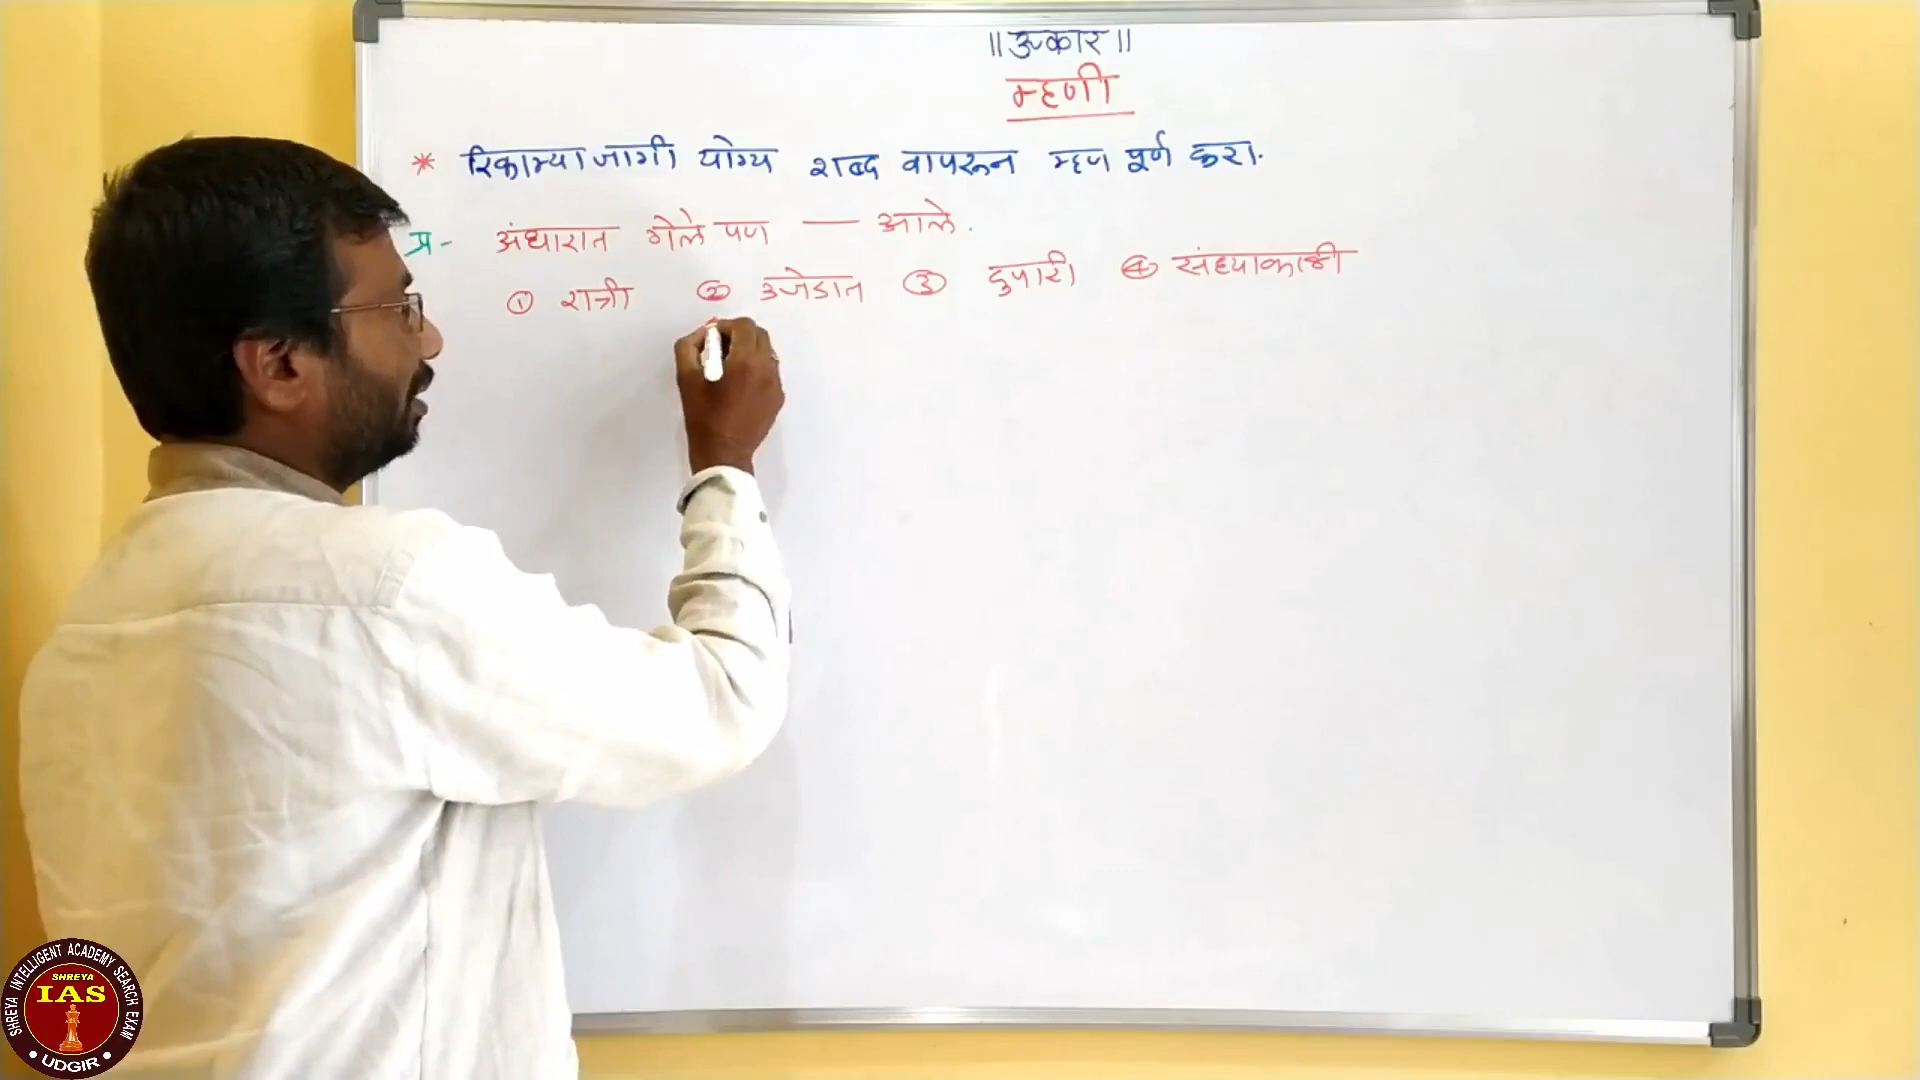 ॥ उपकार ॥
म्हणी
* रिकाम्या जागी योग्य शब्द वापरून म्हण पूर्ण करा.
प्र- अंधारात गेले पण — आले.
① रात्री ② उजेडात ③ दुपारी ④ संध्याकाळी
SHREYA INTELLIGENT ACADEMY SEARCH EXAM
SHREYA
IAS
• UDGIR •